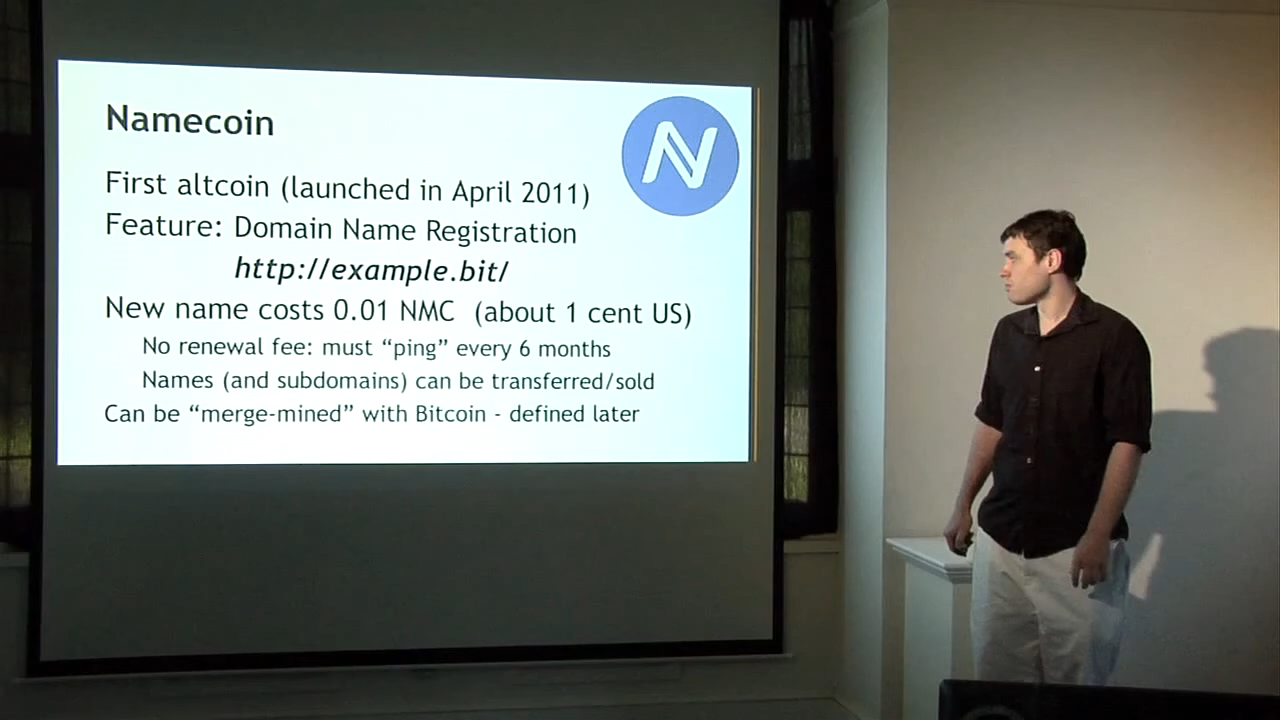 Namecoin
First altcoin (launched in April 2011)
Feature: Domain Name Registration
http://example.bit/
New name costs 0.01 NMC (about 1 cent US)
No renewal fee: must “ping” every 6 months
Names (and subdomains) can be transferred/sold
Can be “merge-mined” with Bitcoin - defined later